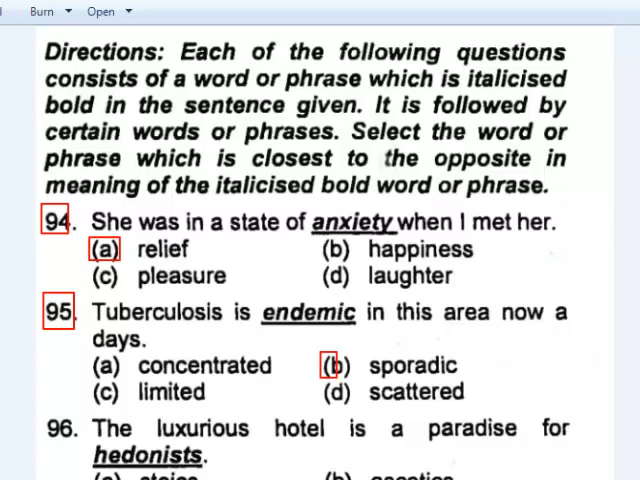 Burn Open
Directions: Each of the following questions
consists of a word or phrase which is italicised
bold in the sentence given. It is followed by
certain words or phrases. Select the word or
phrase which is closest to the opposite in
meaning of the italicised bold word or phrase.
94. She was in a state of anxiety when I met her.
(a) relief (b) happiness
(c) pleasure (d) laughter
95. Tuberculosis is endemic in this area now a
days.
(a) concentrated (b) sporadic
(c) limited (d) scattered
96. The luxurious hotel is a paradise for
hedonists.
(a) stoics (b) ascetics